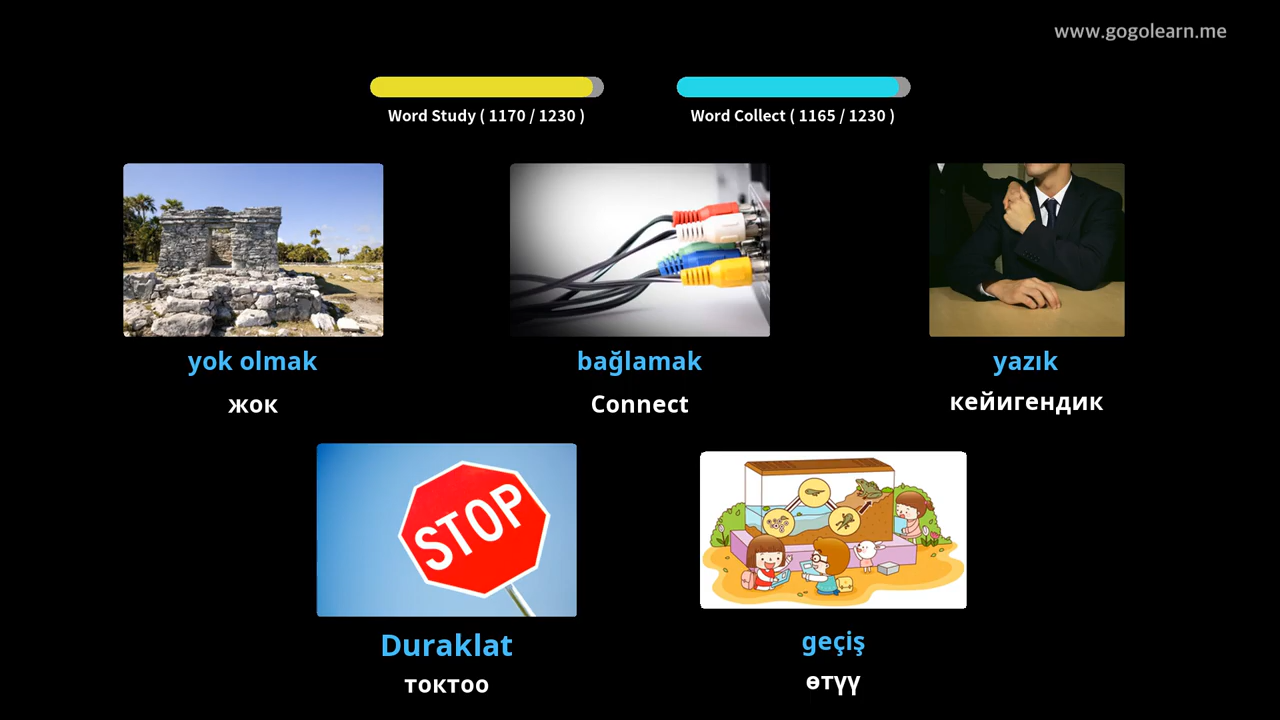 www.gogolearn.me
Word Study ( 1170 / 1230 )
Word Collect ( 1165 / 1230 )
yok olmak
bağlamak
yazık
жок
Connect
кейигендик
STOP
Duraklat
geçiş
токтоо
өтүү